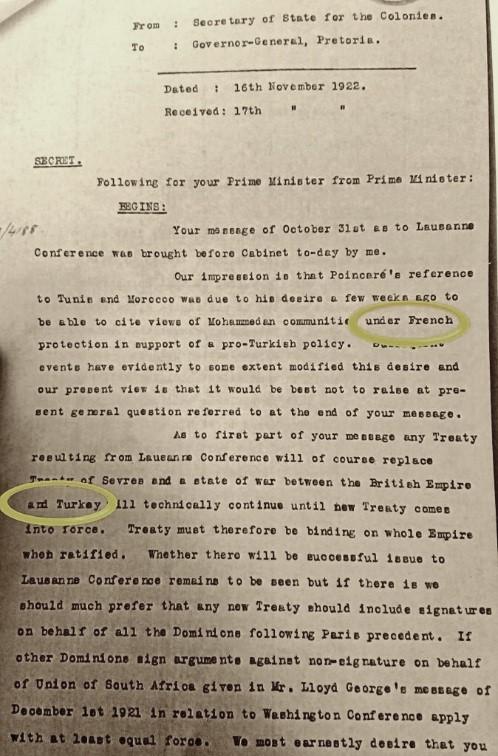 From : Secretary of State for the Colonies.
To : Governor-General, Pretoria.
Dated : 16th November 1922.
Received: 17th " "
SECRET.
Following for your Prime Minister from Prime Minister:
BEGINS:
/4188.
Your message of October 31st as to Lausanne
Conference was brought before Cabinet to-day by me.
Our impression is that Poincaré's reference
to Tunis and Morocco was due to his desire a few weeks ago to
be able to cite views of Mohammedan communitie under French
protection in support of a pro-Turkish policy.
events have evidently to some extent modified this desire and
our present view is that it would be best not to raise at pre-
sent general question referred to at the end of your message.
As to first part of your message any Treaty
resulting from Lausanne Conference will of course replace
Treaty of Sevres and a state of war between the British Empire
and Turkey ill technically continue until new Treaty comes
into force. Treaty must therefore be binding on whole Empire
when ratified. Whether there will be successful issue to
Lausanne Conference remains to be seen but if there is we
should much prefer that any new Treaty should include signatures
on behalf of all the Dominions following Paris precedent. If
other Dominions sign arguments against non-signature on behalf
of Union of South Africa given in Mr. Lloyd George's message of
December 1st 1921 in relation to Washington Conference apply
with at least equal force. We most earnestly desire that you